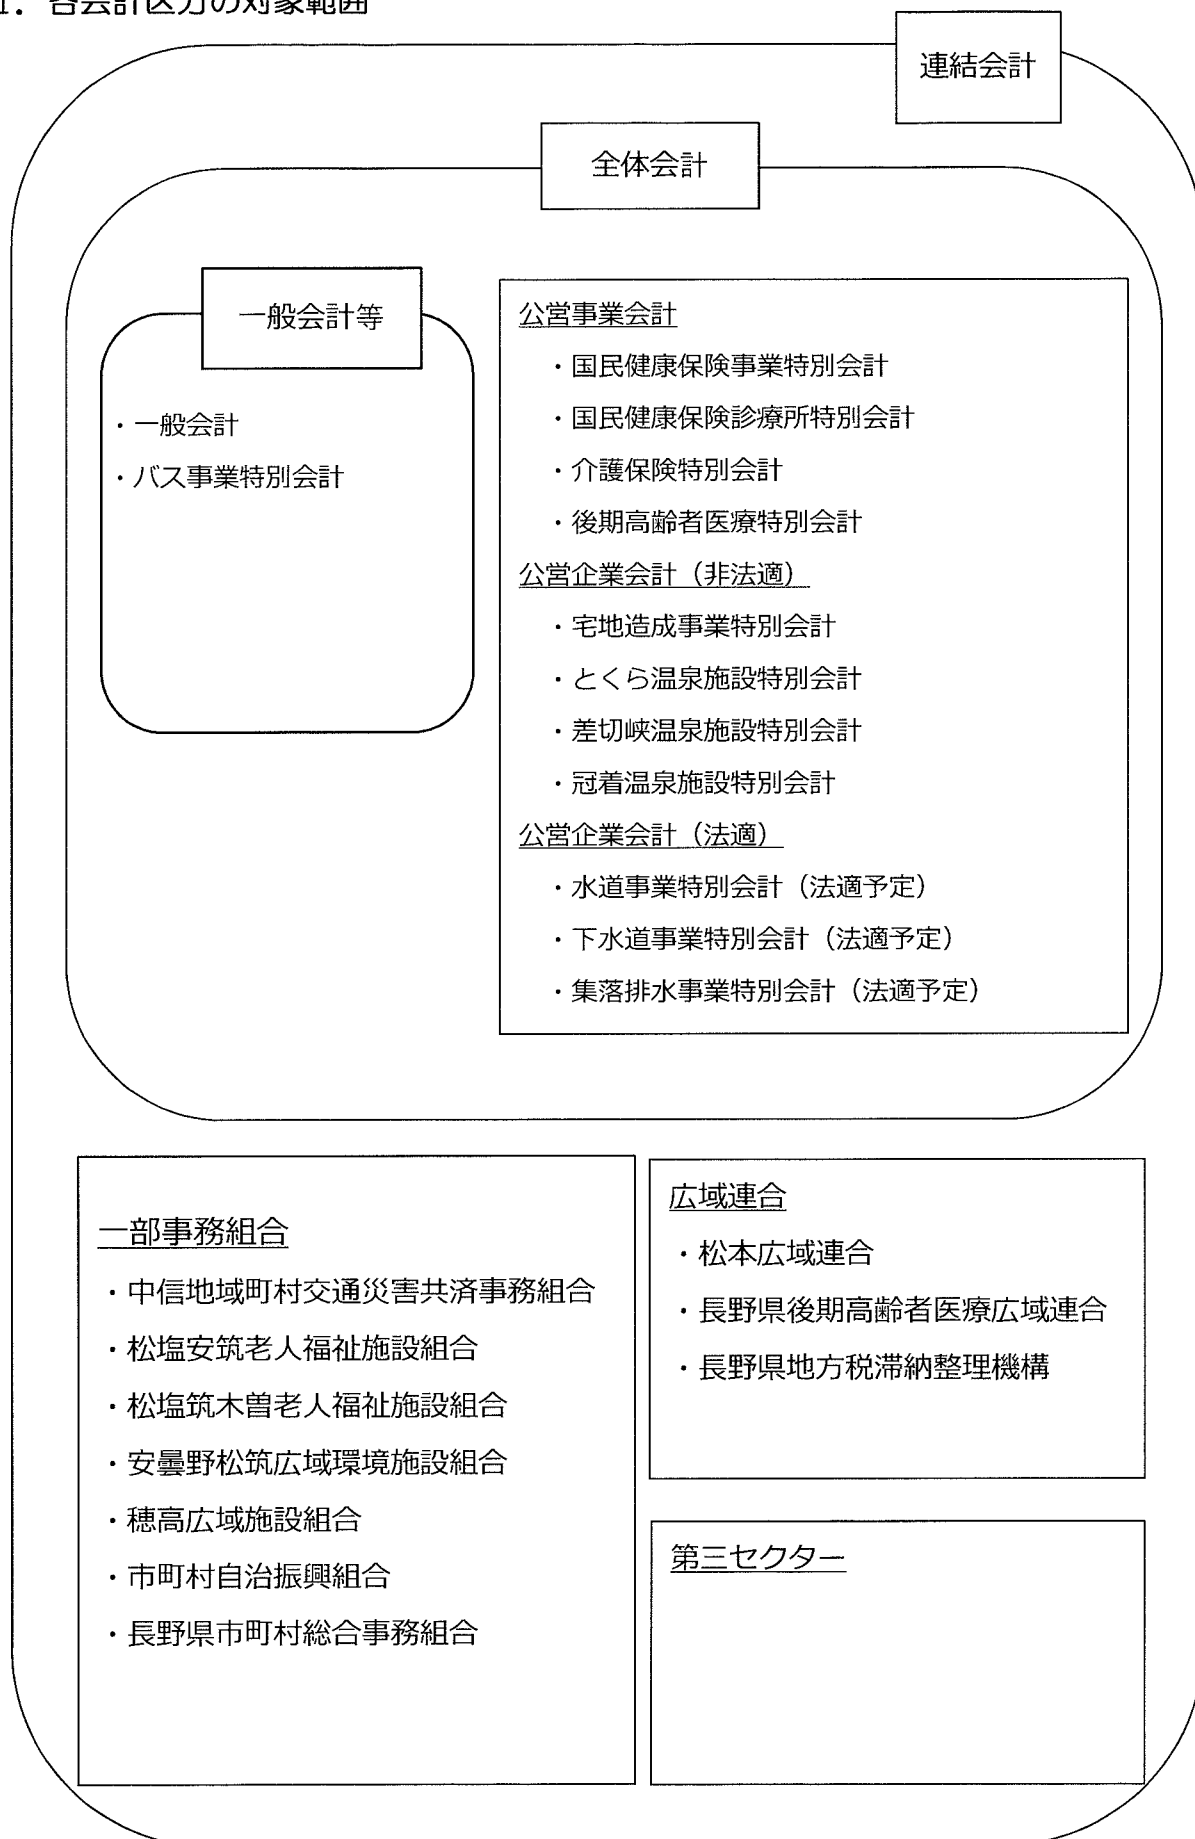 1．各会計区分の対象範囲
連結会計
全体会計
一般会計等
・一般会計
・バス事業特別会計
公営事業会計
・国民健康保険事業特別会計
・国民健康保険診療所特別会計
・介護保険特別会計
・後期高齢者医療特別会計
公営企業会計（非法適）
・宅地造成事業特別会計
・とくら温泉施設特別会計
・差切峡温泉施設特別会計
・冠着温泉施設特別会計
公営企業会計（法適）
・水道事業特別会計（法適予定）
・下水道事業特別会計（法適予定）
・集落排水事業特別会計（法適予定）
一部事務組合
・中信地域町村交通災害共済事務組合
・松塩安筑老人福祉施設組合
・松塩筑木曽老人福祉施設組合
・安曇野松筑広域環境施設組合
・穂高広域施設組合
・市町村自治振興組合
・長野県市町村総合事務組合
広域連合
・松本広域連合
・長野県後期高齢者医療広域連合
・長野県地方税滞納整理機構
第三セクター